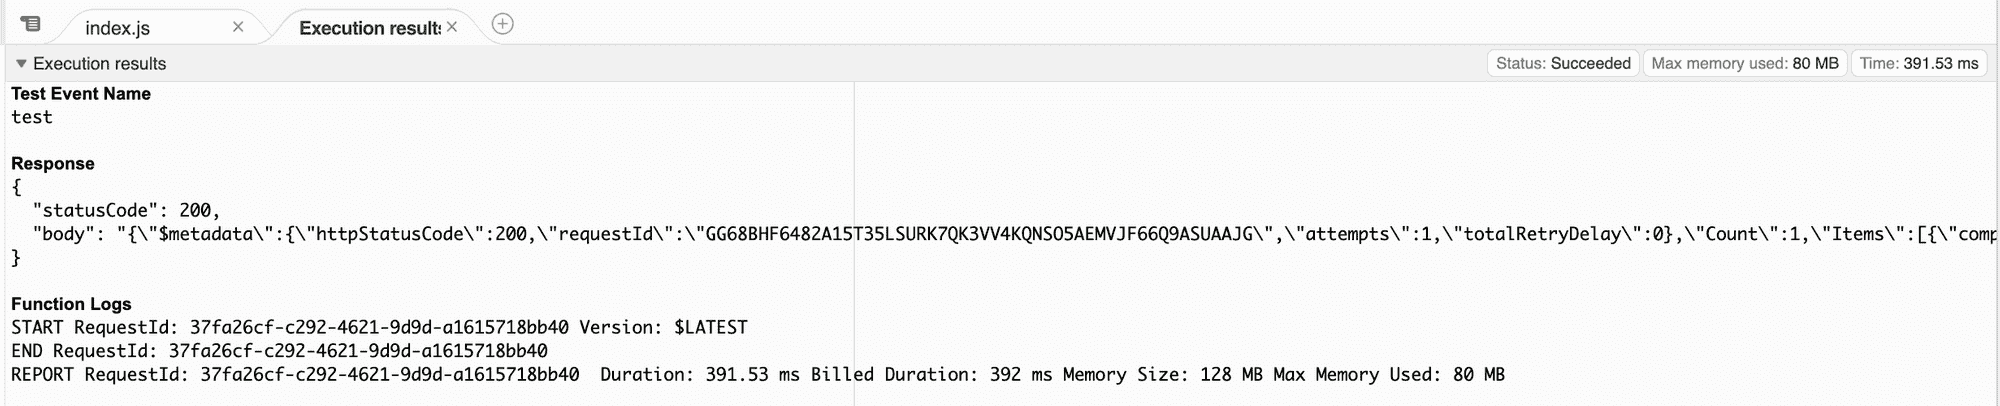 index.js
Execution results
Execution results
Status: Succeeded
Max memory used: 80 MB
Time: 391.53 ms
Test Event Name
test
Response
{
"statusCode": 200,
"body": "{\"$metadata\":{\"httpStatusCode\":200,\"requestId\":\"GG68BHF6482A15T35LSURK7QK3VV4KQNSO5AEMVJF66Q9ASUAAJG\",\"attempts\":1,\"totalRetryDelay\":0},\"Count\":1,\"Items\":[{\"comp
}
Function Logs
START RequestId: 37fa26cf-c292-4621-9d9d-a1615718bb40 Version: $LATEST
END RequestId: 37fa26cf-c292-4621-9d9d-a1615718bb40
REPORT RequestId: 37fa26cf-c292-4621-9d9d-a1615718bb40  Duration: 391.53 ms Billed Duration: 392 ms Memory Size: 128 MB Max Memory Used: 80 MB